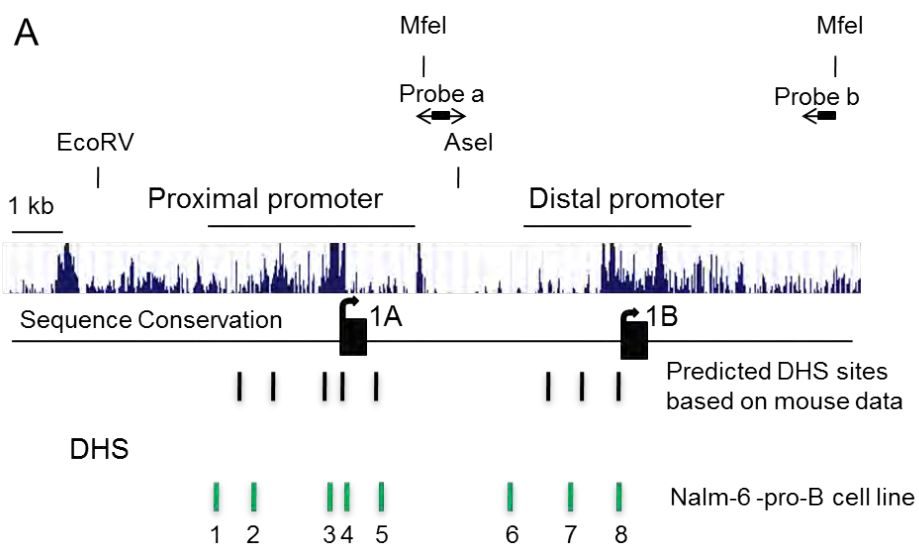 A
MfeI
MfeI
Probe a
Probe b
EcoRV
AseI
1 kb
Proximal promoter
Distal promoter
Sequence Conservation
1A
1B
Predicted DHS sites
based on mouse data
DHS
Nalm-6 -pro-B cell line
1 2 3 4 5 6 7 8